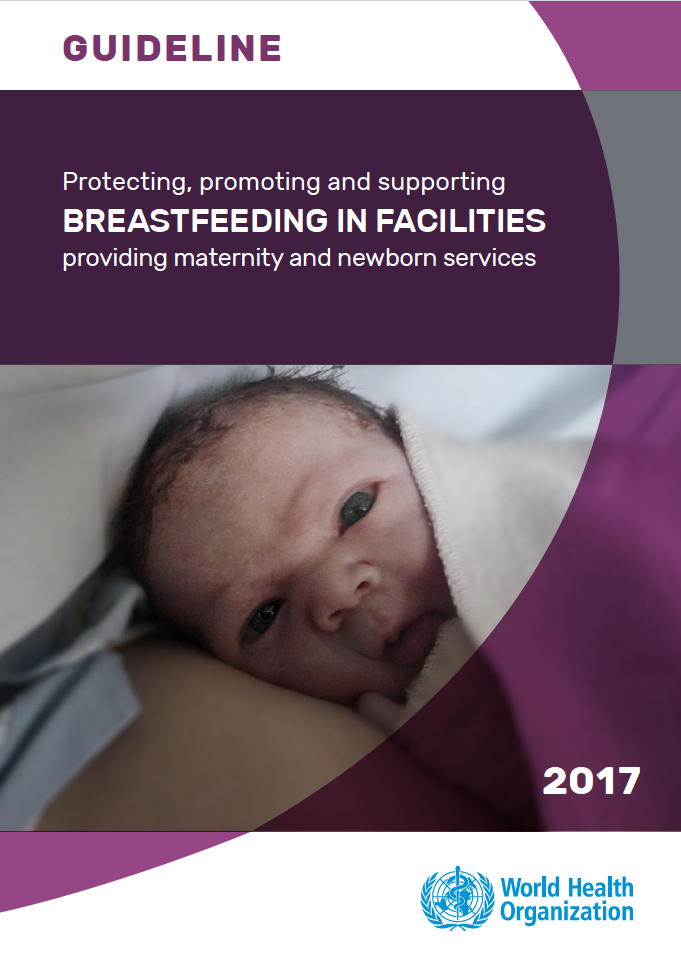 GUIDELINE
Protecting, promoting and supporting
BREASTFEEDING IN FACILITIES
providing maternity and newborn services
2017
World Health
Organization